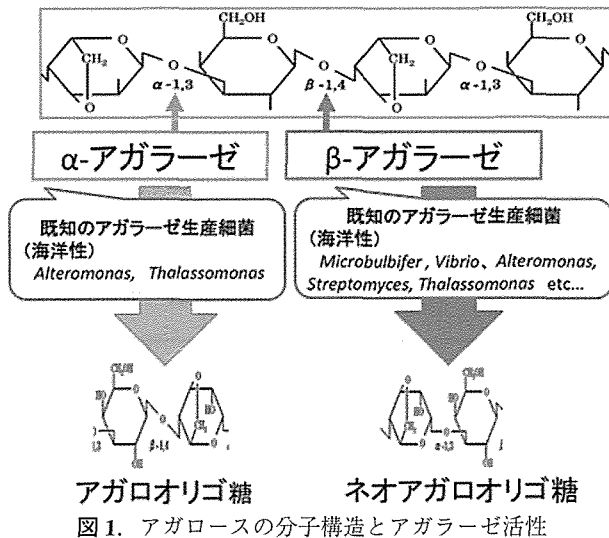 CH₂OH
CH₂OH
O
O
O
O
CH₂
O
O
CH₂
O
O
α-1,3
β-1,4
α-1,3
α-アガラーゼ
β-アガラーゼ
既知のアガラーゼ生産細菌
(海洋性)
Alteromonas, Thalassomonas
既知のアガラーゼ生産細菌
(海洋性)
Microbulbifer, Vibrio、Alteromonas,
Streptomyces, Thalassomonas etc...
β-1,4
アガロオリゴ糖
ネオアガロオリゴ糖
図1. アガロースの分子構造とアガラーゼ活性